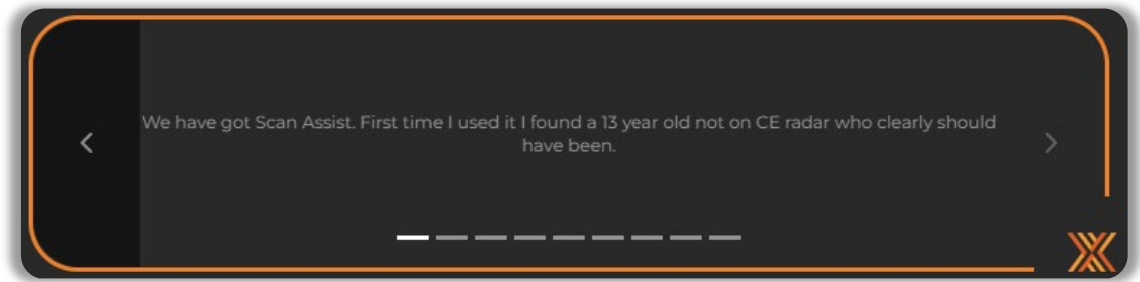 We have got Scan Assist. First time I used it I found a 13 year old not on CE radar who clearly should
have been.